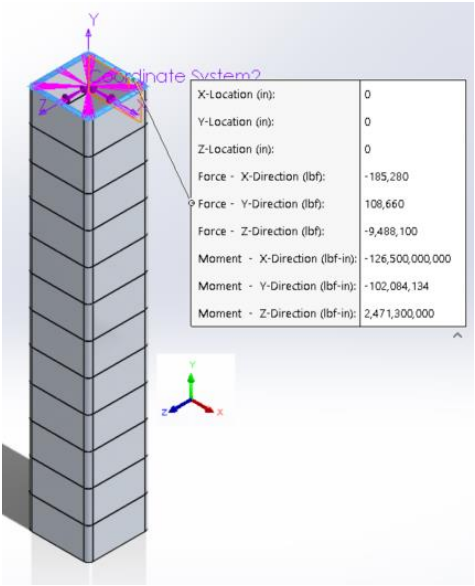 Y
Coordinate System2
Z
X-Location (in): 0
Y-Location (in): 0
Z-Location (in): 0
Force - X-Direction (lbf): -185,280
Force - Y-Direction (lbf): 108,660
Force - Z-Direction (lbf): -9,488,100
Moment - X-Direction (lbf-in): -126,500,000,000
Moment - Y-Direction (lbf-in): -102,084,134
Moment - Z-Direction (lbf-in): 2,471,300,000
Y
Z X